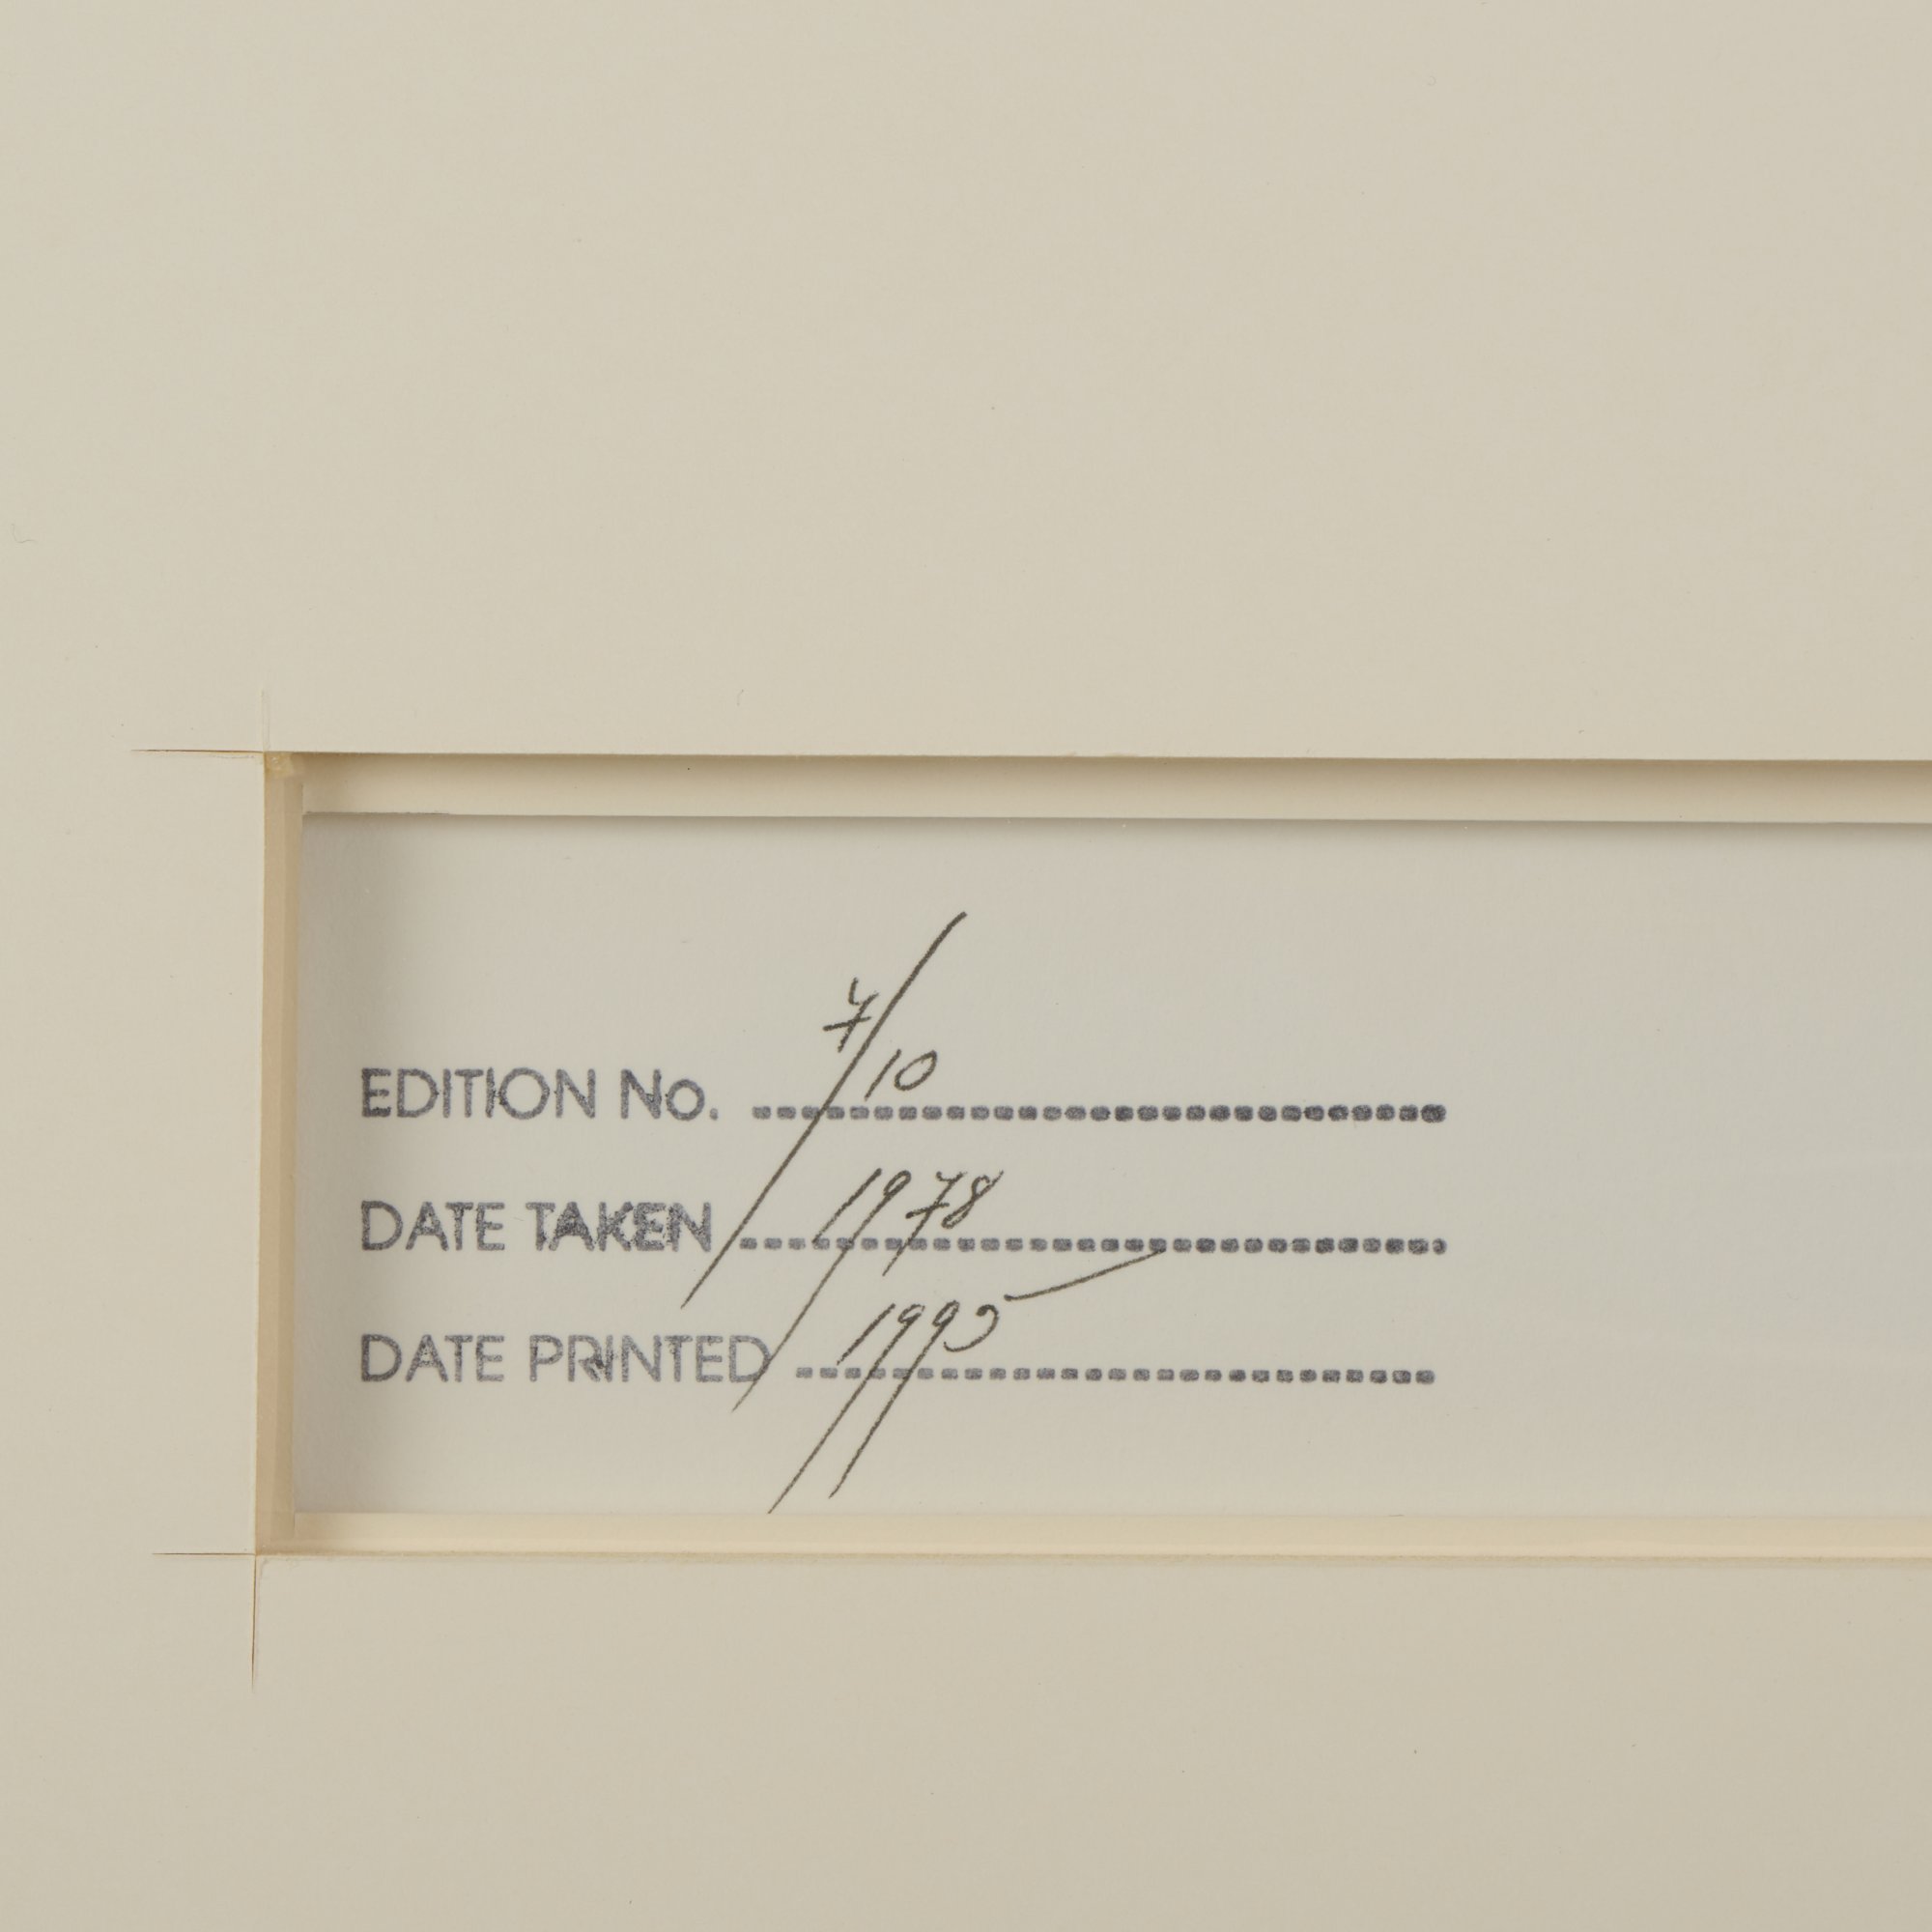 EDITION No. 7/10
DATE TAKEN 1978
DATE PRINTED 1995